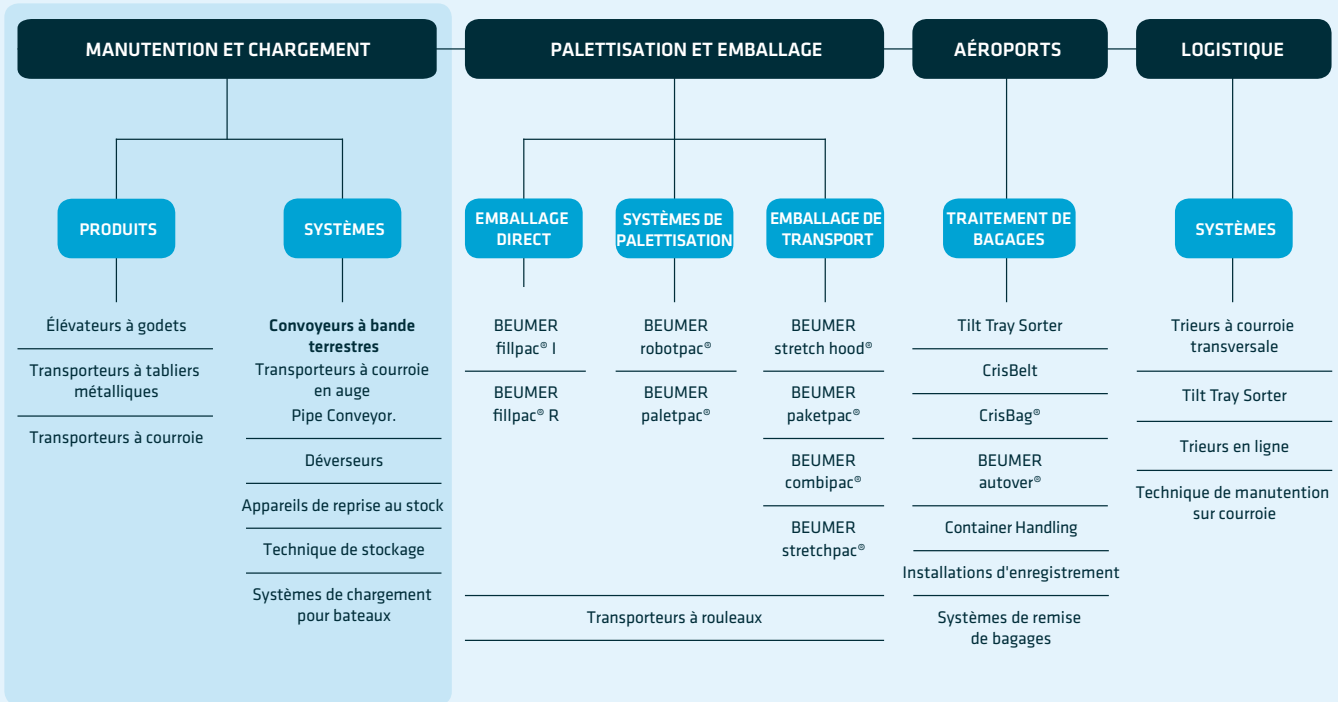 MANUTENTION ET CHARGEMENT
PALETTISATION ET EMBALLAGE
AÉROPORTS
LOGISTIQUE
PRODUITS
Élévateurs à godets
Transporteurs à tabliers
métalliques
Transporteurs à courroie
SYSTÈMES
Convoyeurs à bande
terrestres
Transporteurs à courroie
en auge
Pipe Conveyor.
Déverseurs
Appareils de reprise au stock
Technique de stockage
Systèmes de chargement
pour bateaux
EMBALLAGE
DIRECT
BEUMER
fillpac® I
BEUMER
fillpac® R
SYSTÈMES DE
PALETTISATION
BEUMER
robotpac®
BEUMER
paletpac®
EMBALLAGE DE
TRANSPORT
BEUMER
stretch hood®
BEUMER
paketpac®
BEUMER
combipac®
BEUMER
stretchpac®
Transporteurs à rouleaux
TRAITEMENT DE
BAGAGES
Tilt Tray Sorter
CrisBelt
CrisBag®
BEUMER
autover®
Container Handling
Installations d'enregistrement
Systèmes de remise
de bagages
SYSTÈMES
Trieurs à courroie
transversale
Tilt Tray Sorter
Trieurs en ligne
Technique de manutention
sur courroie